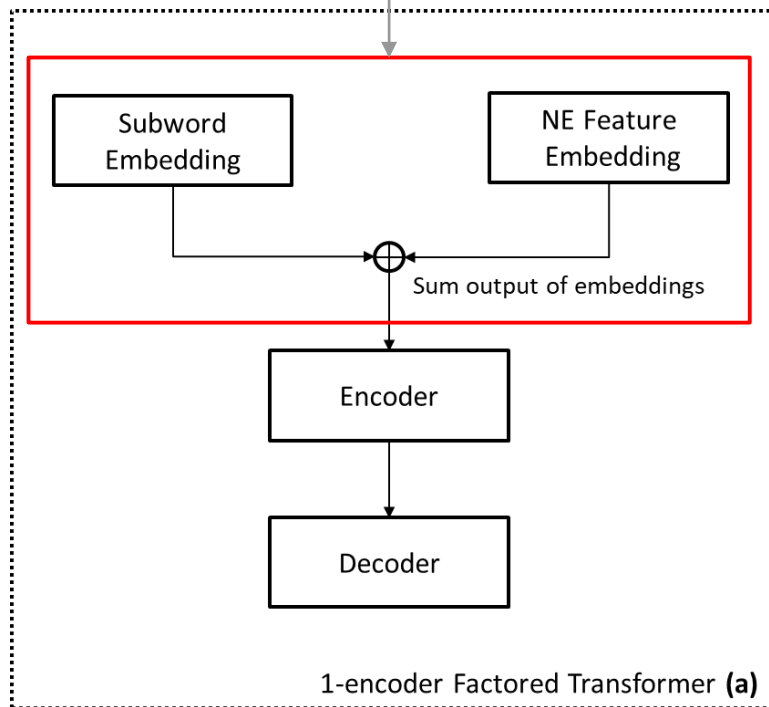 Subword
Embedding
NE Feature
Embedding
Sum output of embeddings
Encoder
Decoder
1-encoder Factored Transformer (a)